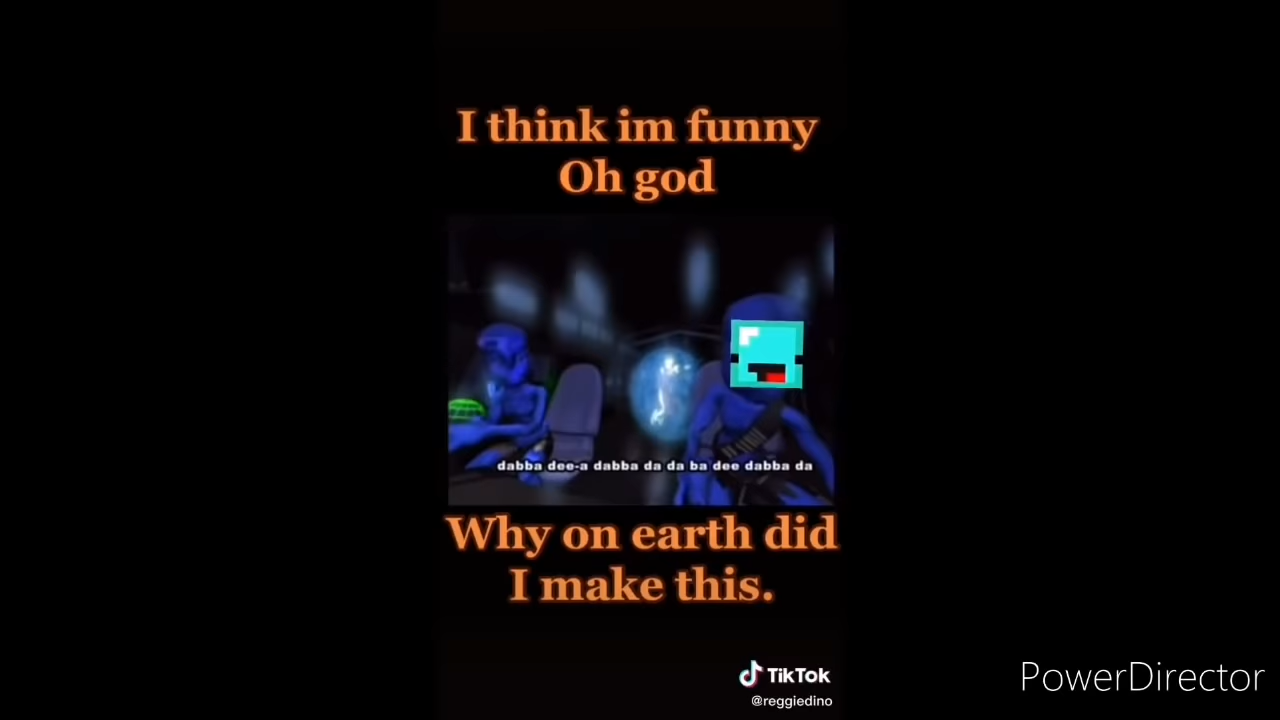 I think im funny
Oh god
dabba dee-a dabba da da ba dee dabba da
Why on earth did
I make this.
TikTok
@reggiedino
PowerDirector